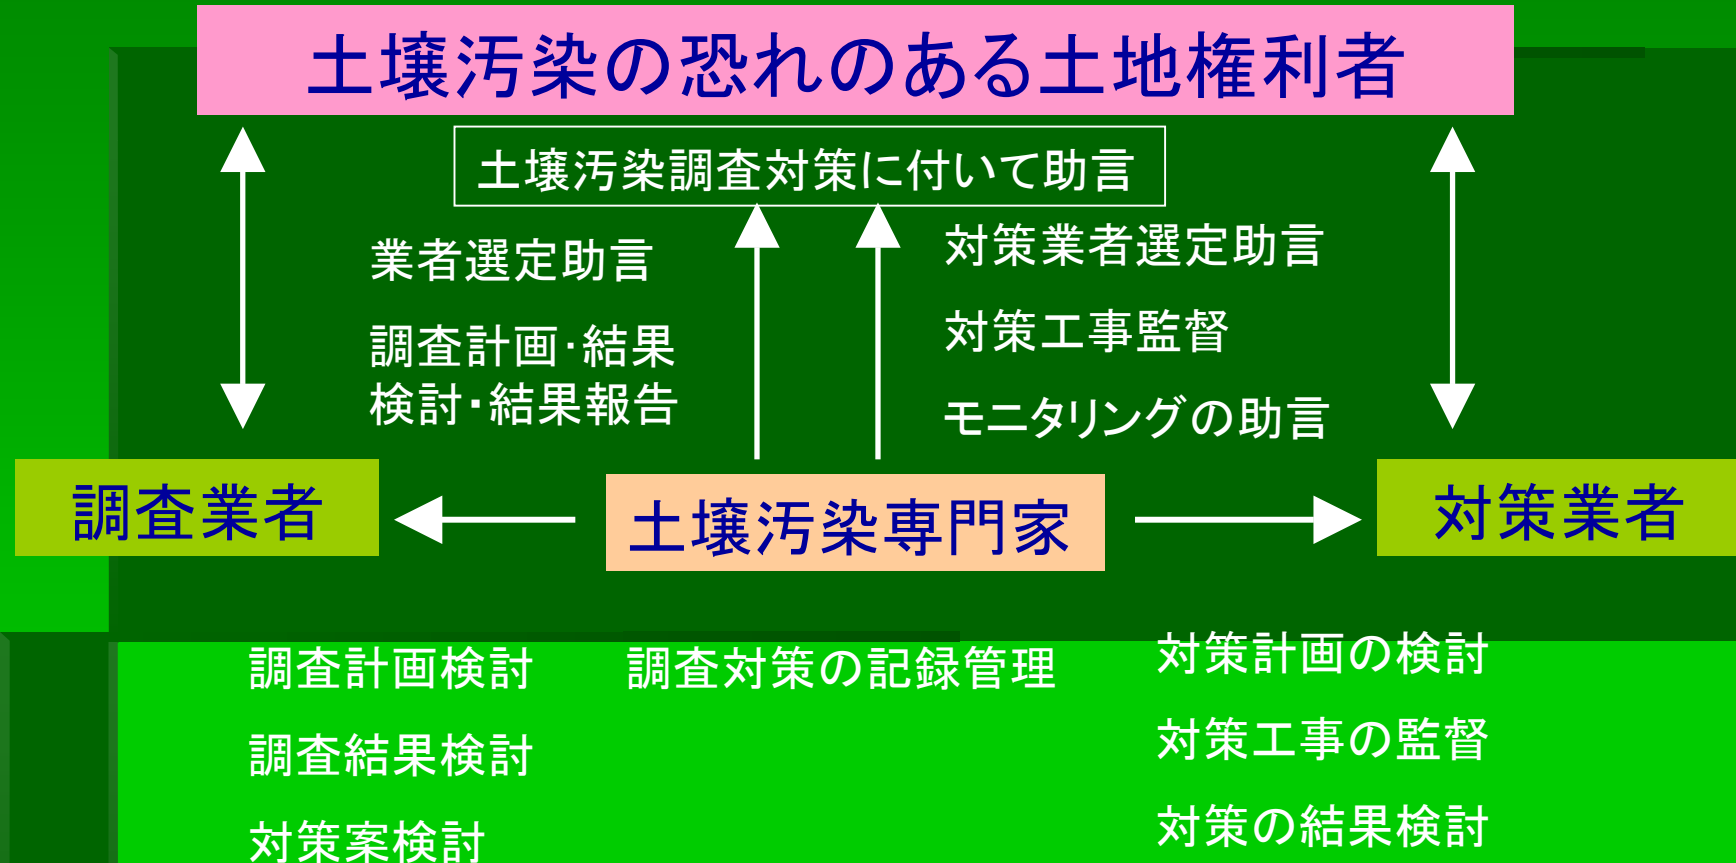 土壌汚染の恐れのある土地権利者
土壌汚染調査対策に付いて助言
業者選定助言
調査計画・結果
検討・結果報告
対策業者選定助言
対策工事監督
モニタリングの助言
調査業者
土壌汚染専門家
対策業者
調査計画検討
調査結果検討
対策案検討
調査対策の記録管理
対策計画の検討
対策工事の監督
対策の結果検討